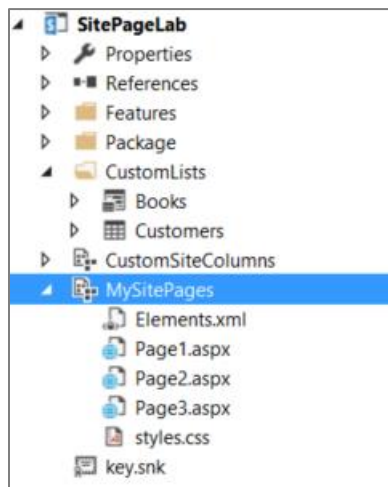 SitePageLab
Properties
References
Features
Package
CustomLists
Books
Customers
CustomSiteColumns
MySitePages
Elements.xml
Page1.aspx
Page2.aspx
Page3.aspx
styles.css
key.snk